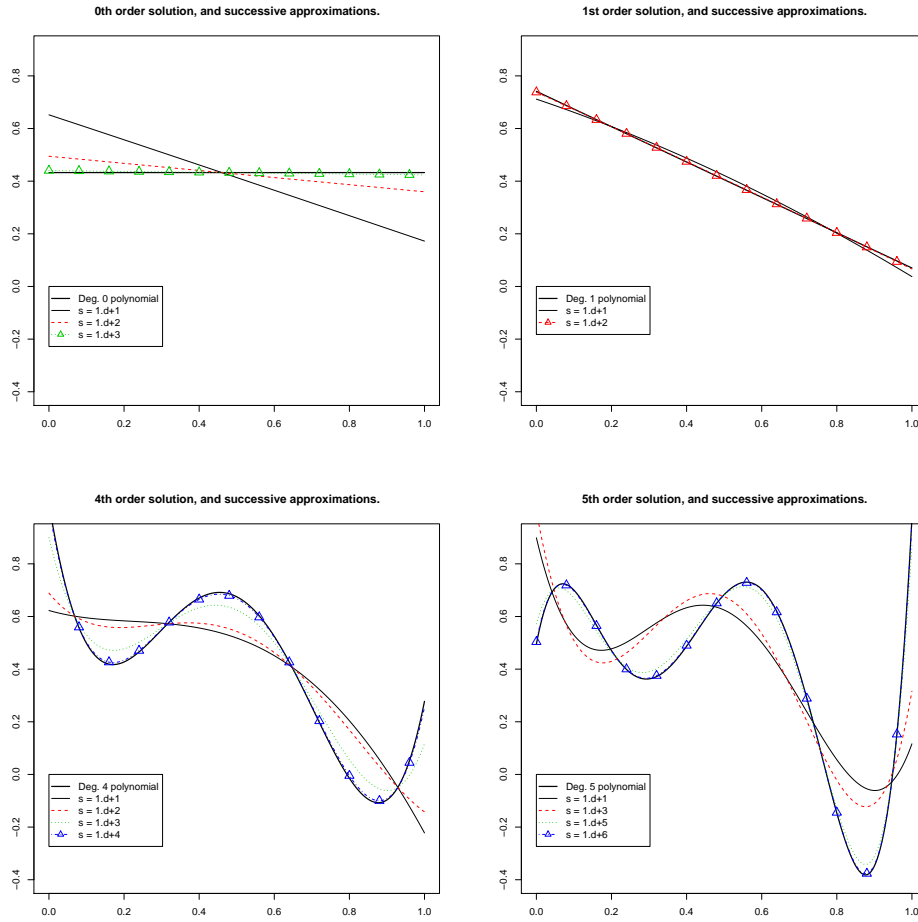 0th order solution, and successive approximations.
0.8
0.6
0.4
0.2
0.0
−0.2
−0.4
Deg. 0 polynomial
s = 1.d+1
s = 1.d+2
s = 1.d+3
0.0 0.2 0.4 0.6 0.8 1.0
1st order solution, and successive approximations.
0.8
0.6
0.4
0.2
0.0
−0.2
−0.4
Deg. 1 polynomial
s = 1.d+1
s = 1.d+2
0.0 0.2 0.4 0.6 0.8 1.0
4th order solution, and successive approximations.
0.8
0.6
0.4
0.2
0.0
−0.2
−0.4
Deg. 4 polynomial
s = 1.d+1
s = 1.d+2
s = 1.d+3
s = 1.d+4
0.0 0.2 0.4 0.6 0.8 1.0
5th order solution, and successive approximations.
0.8
0.6
0.4
0.2
0.0
−0.2
−0.4
Deg. 5 polynomial
s = 1.d+1
s = 1.d+3
s = 1.d+5
s = 1.d+6
0.0 0.2 0.4 0.6 0.8 1.0